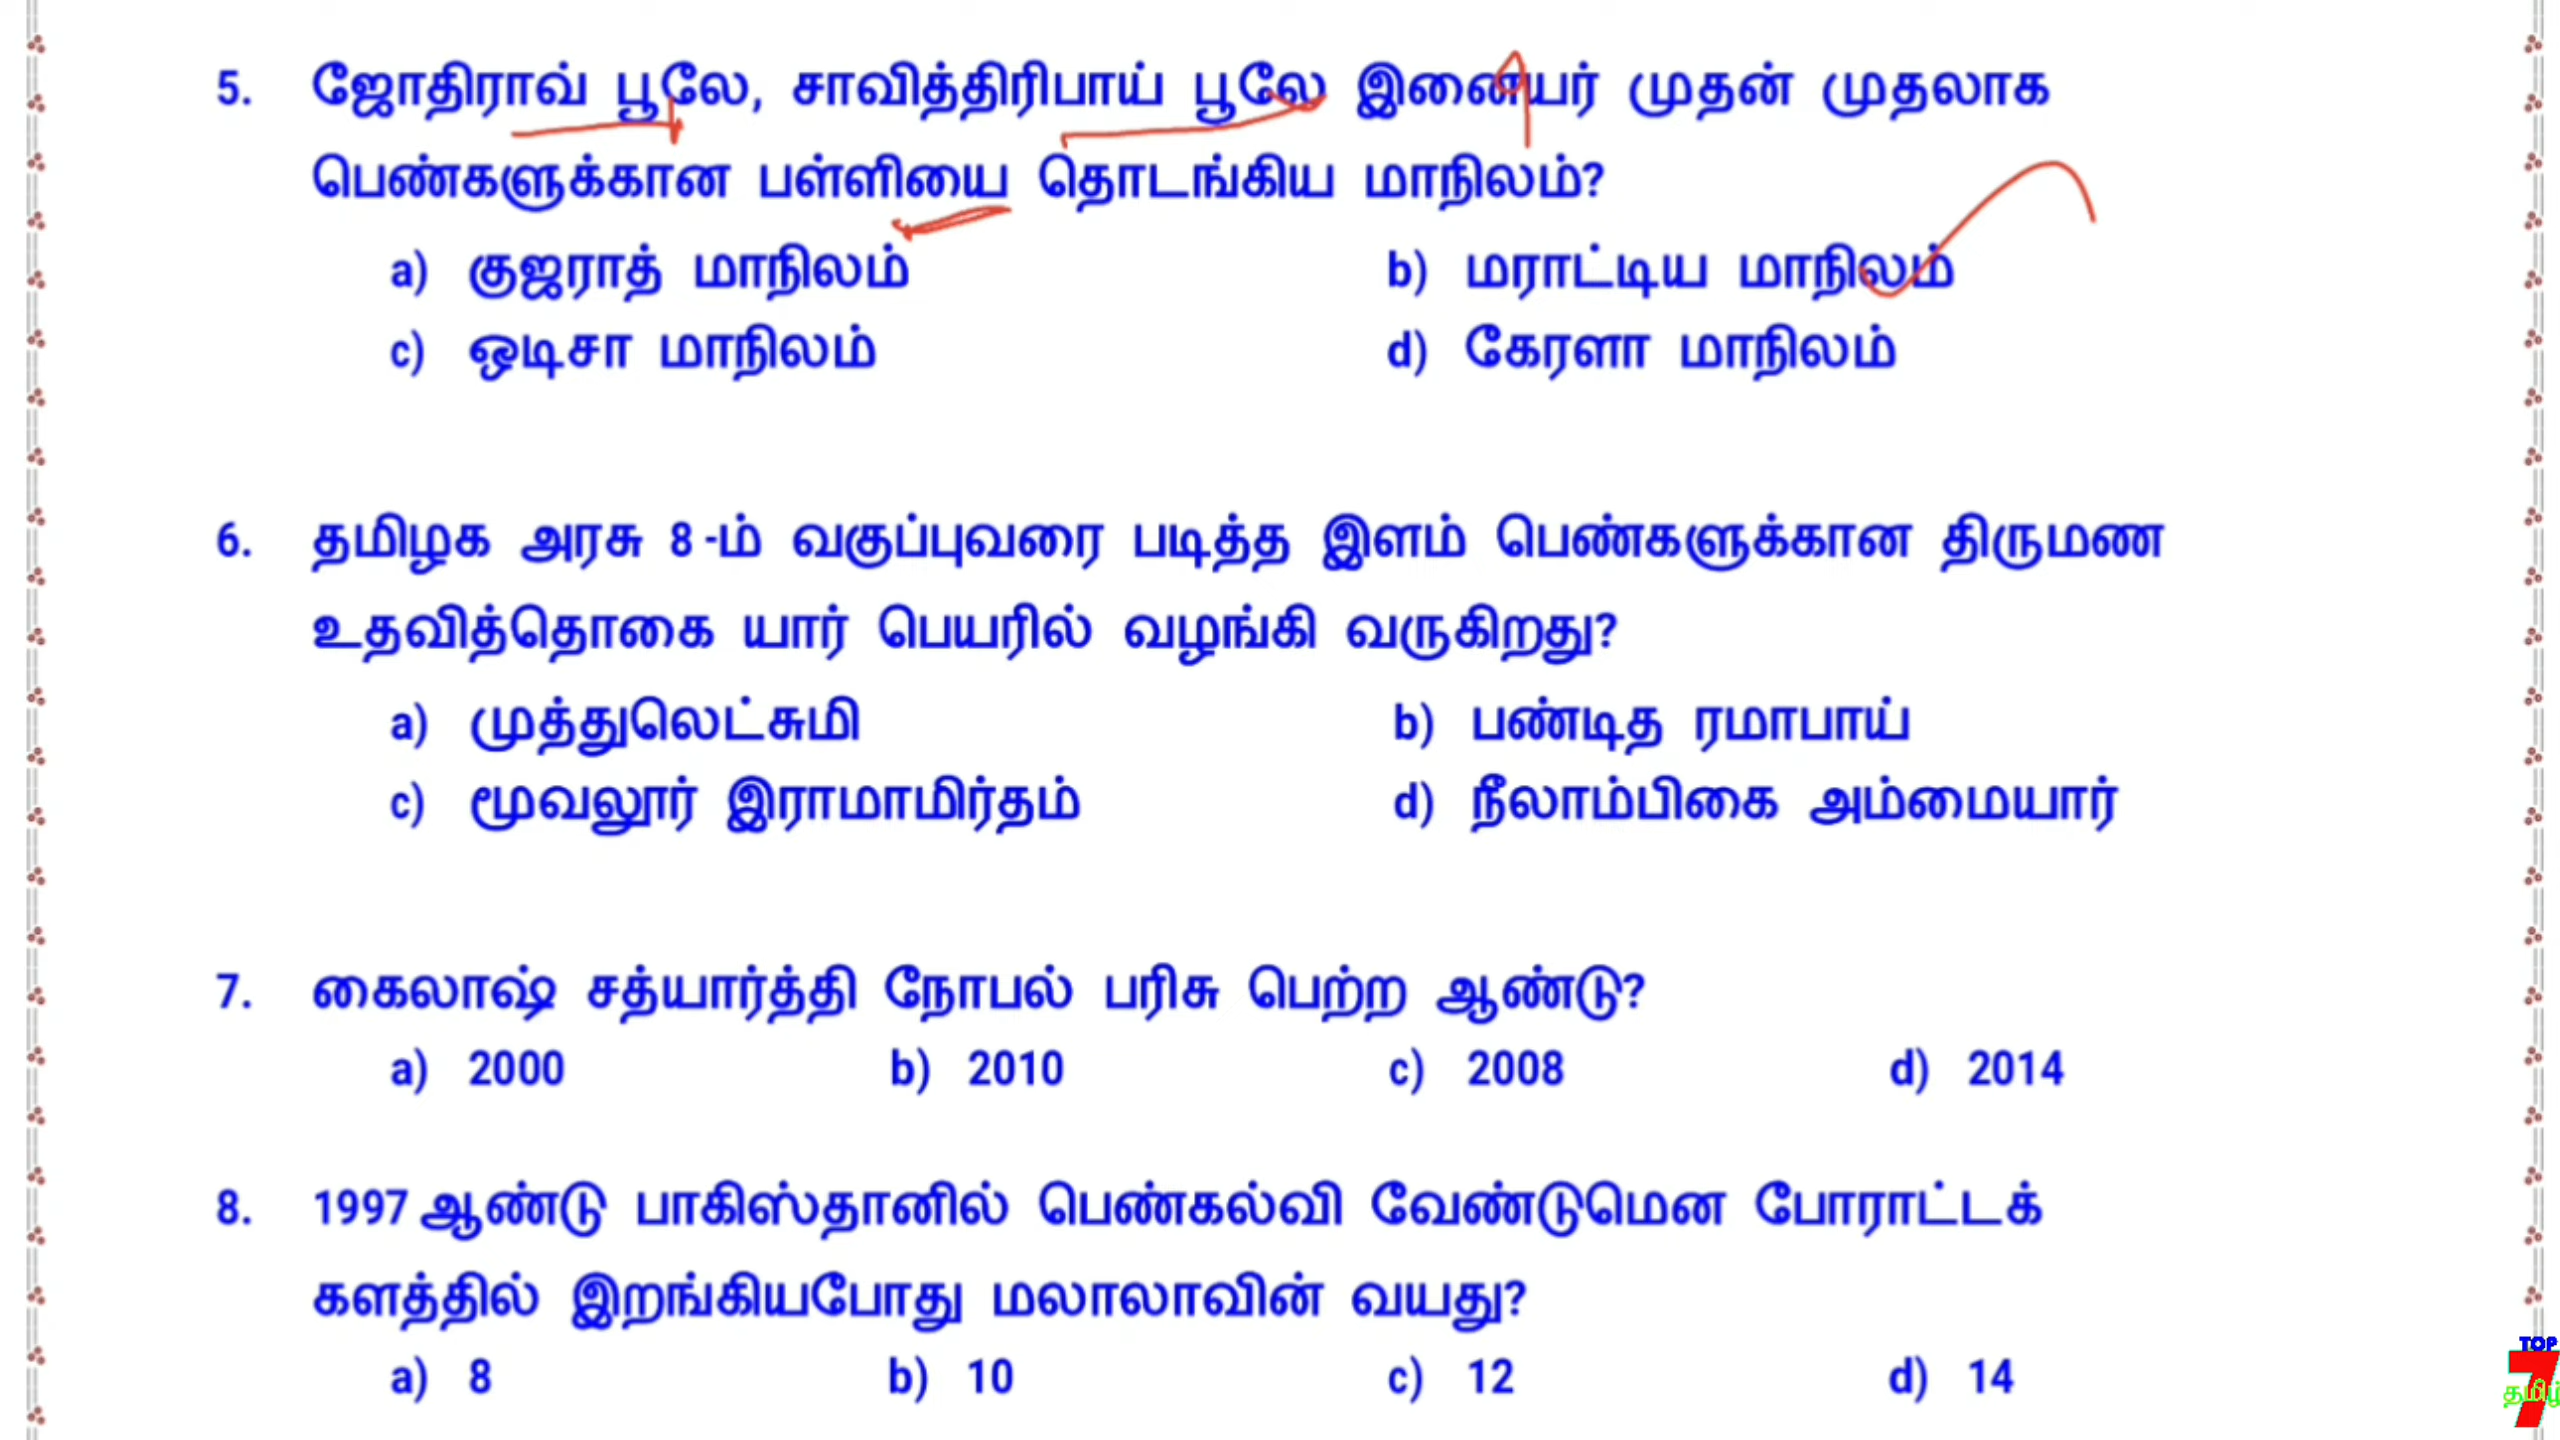 5. ஜோதிராவ் பூலே, சாவித்திரிபாய் பூலே இனையர் முதன் முதலாக
பெண்களுக்கான பள்ளியை தொடங்கிய மாநிலம்?
a) குஜராத் மாநிலம் b) மராட்டிய மாநிலம்
c) ஒடிசா மாநிலம் d) கேரளா மாநிலம்
6. தமிழக அரசு 8 -ம் வகுப்புவரை படித்த இளம் பெண்களுக்கான திருமண
உதவித்தொகை யார் பெயரில் வழங்கி வருகிறது?
a) முத்துலெட்சுமி b) பண்டித ரமாபாய்
c) மூவலூர் இராமாமிர்தம் d) நீலாம்பிகை அம்மையார்
7. கைலாஷ் சத்யார்த்தி நோபல் பரிசு பெற்ற ஆண்டு?
a) 2000 b) 2010 c) 2008 d) 2014
8. 1997 ஆண்டு பாகிஸ்தானில் பெண்கல்வி வேண்டுமென போராட்டக்
களத்தில் இறங்கியபோது மலாலாவின் வயது?
a) 8 b) 10 c) 12 d) 14
TOP
7
தமிழ்